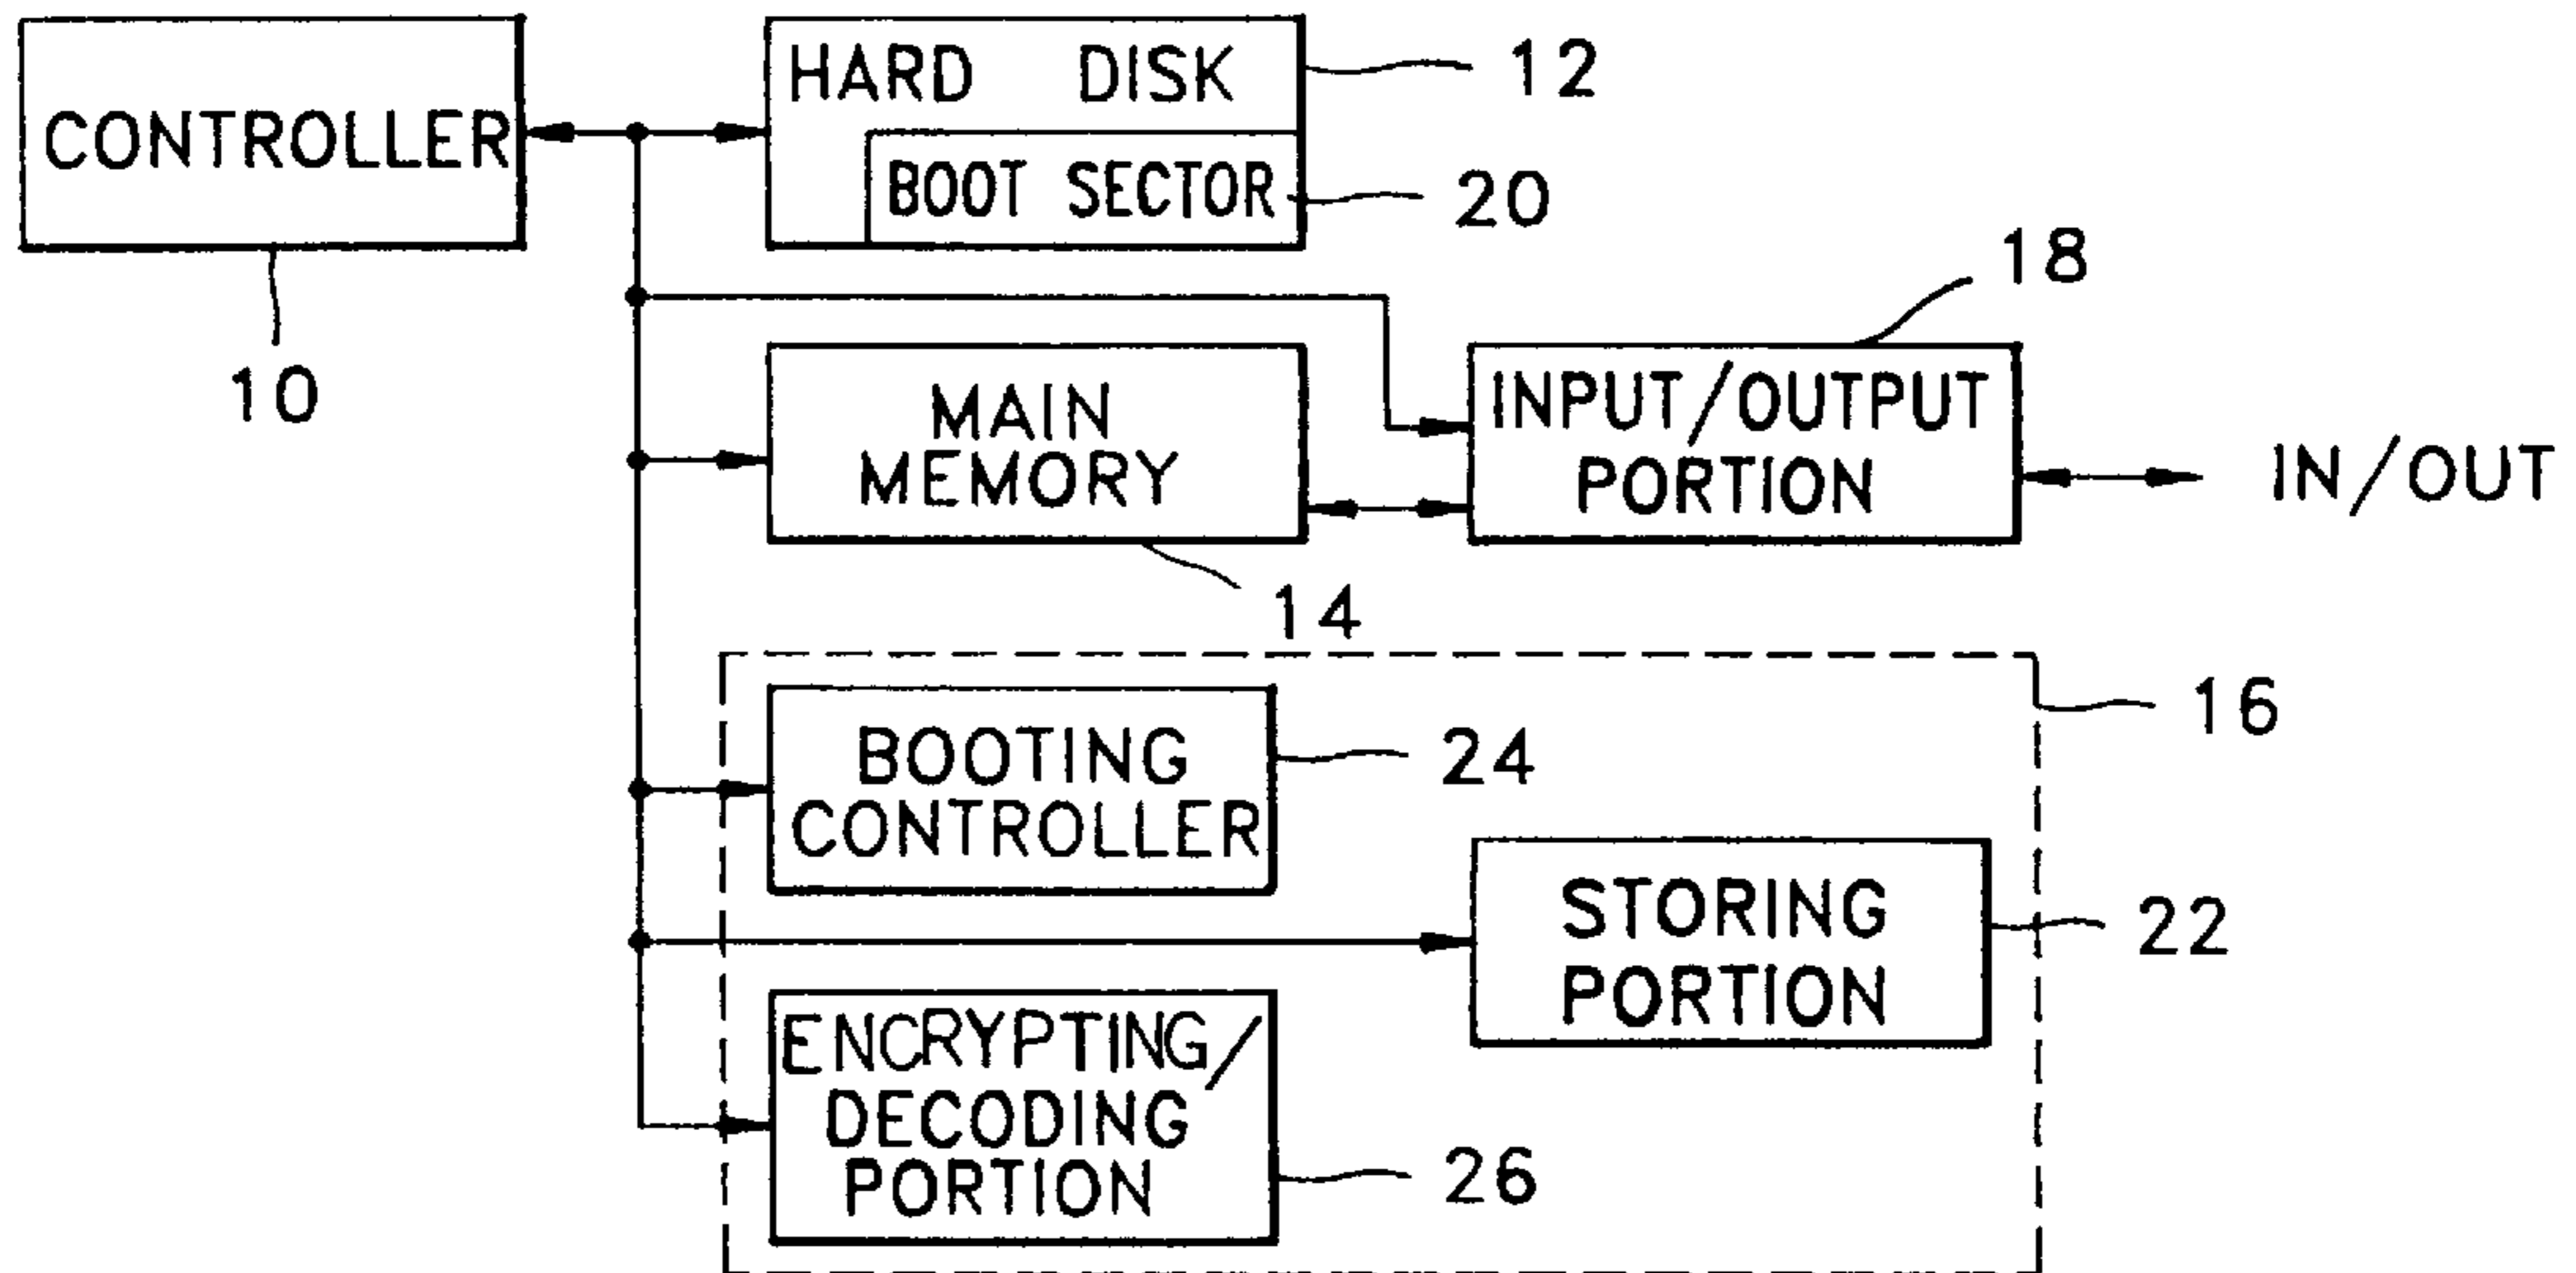 CONTROLLER
10
HARD DISK
12
BOOT SECTOR
20
18
MAIN
MEMORY
14
INPUT/OUTPUT
PORTION
IN/OUT
16
BOOTING
CONTROLLER
24
STORING
PORTION
22
ENCRYPTING/
DECODING
PORTION
26